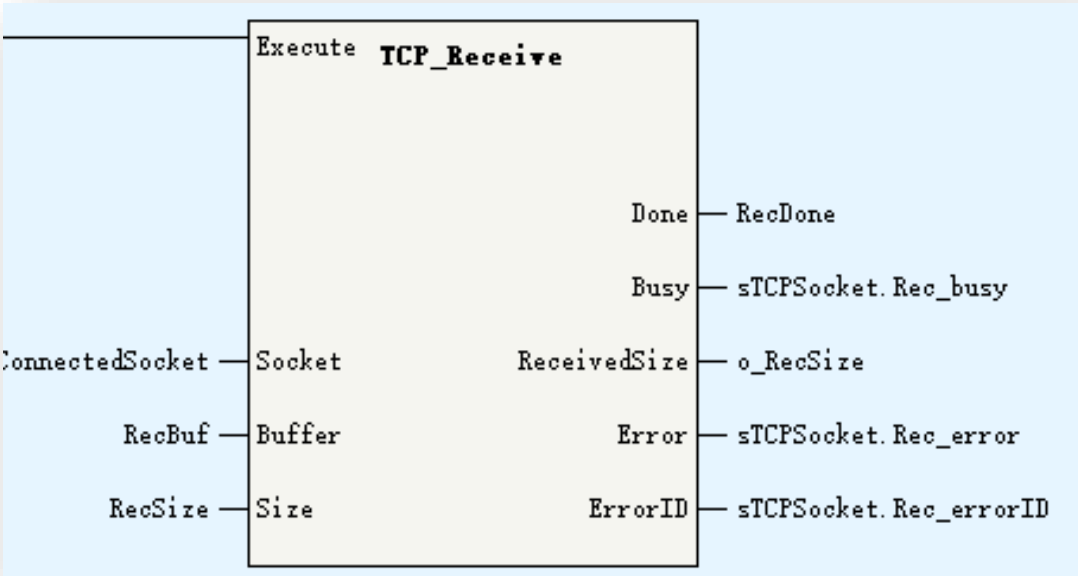 Execute TCP_Receive
Done RecDone
Busy sTCPSocket.Rec_busy
ConnectedSocket Socket ReceivedSize o_RecSize
RecBuf Buffer Error sTCPSocket.Rec_error
RecSize Size ErrorID sTCPSocket.Rec_errorID